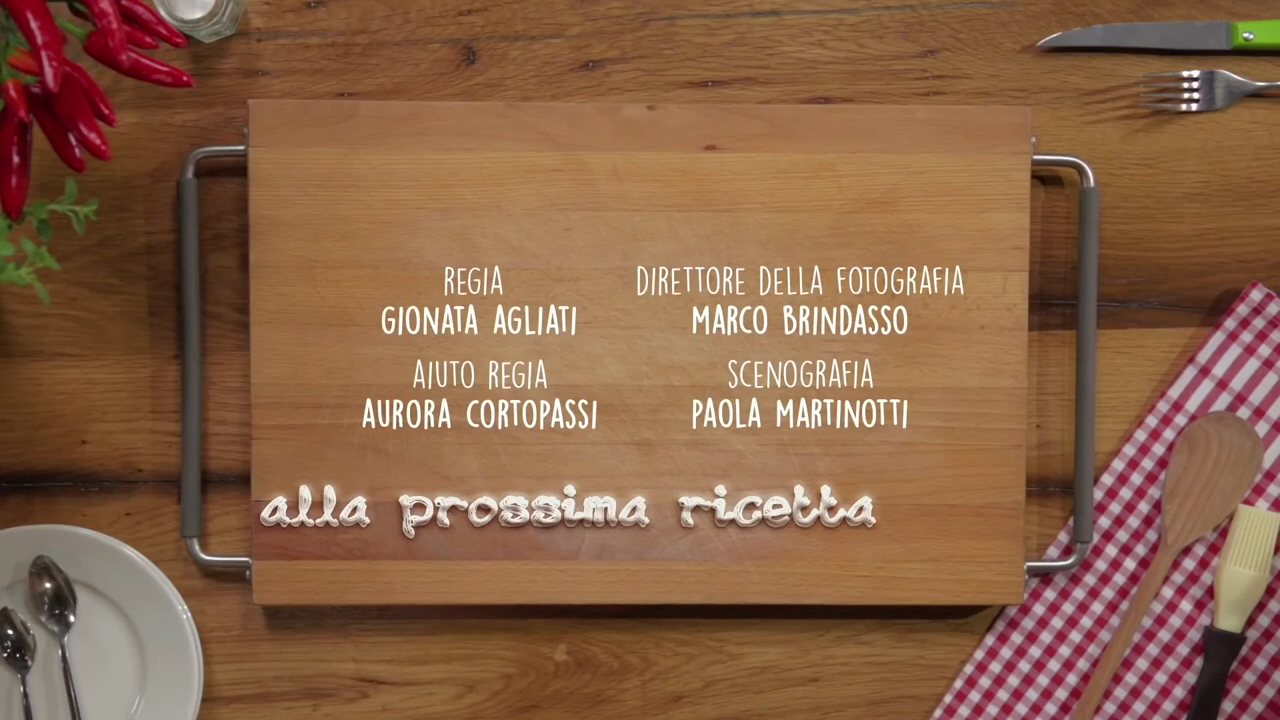 REGIA
GIONATA AGLIATI
DIRETTORE DELLA FOTOGRAFIA
MARCO BRINDASSO
AIUTO REGIA
AURORA CORTOPASSI
SCENOGRAFIA
PAOLA MARTINOTTI
alla prossima ricetta